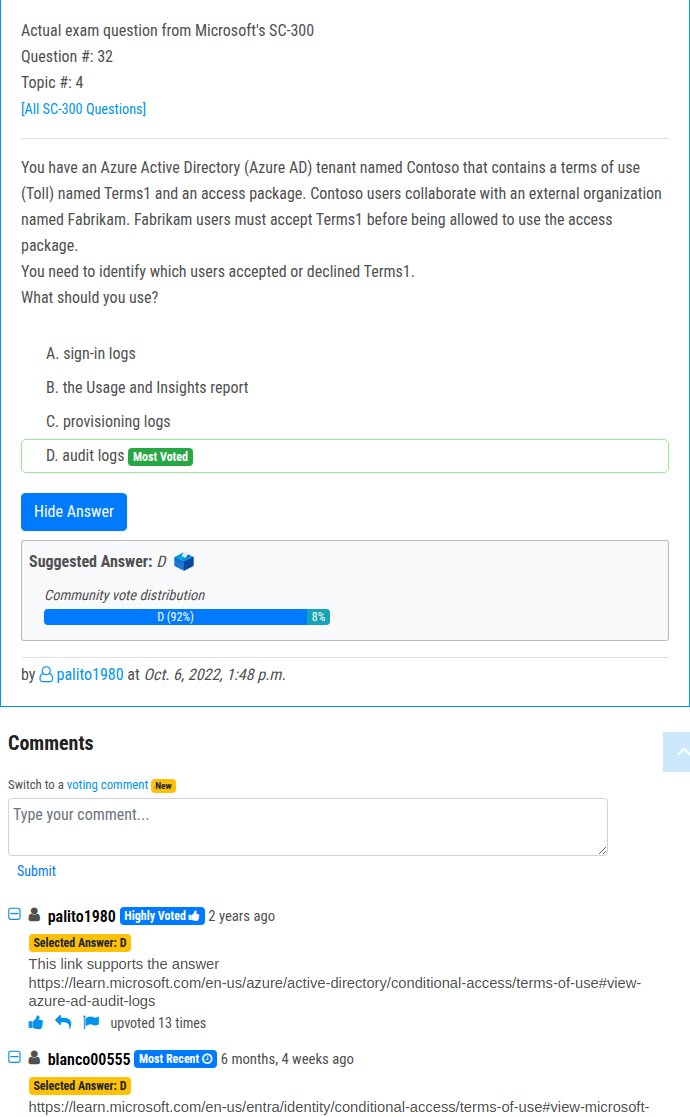 Actual exam question from Microsoft's SC-300
Question #: 32
Topic #: 4
[All SC-300 Questions]
You have an Azure Active Directory (Azure AD) tenant named Contoso that contains a terms of use
(Toll) named Terms1 and an access package. Contoso users collaborate with an external organization
named Fabrikam. Fabrikam users must accept Terms1 before being allowed to use the access
package.
You need to identify which users accepted or declined Terms1.
What should you use?
A. sign-in logs
B. the Usage and Insights report
C. provisioning logs
D. audit logs Most Voted
Hide Answer
Suggested Answer: D
Community vote distribution
D (92%) 8%
by palito1980 at Oct. 6, 2022, 1:48 p.m.
Comments
Switch to a voting comment New
Type your comment...
Submit
palito1980 Highly Voted 2 years ago
Selected Answer: D
This link supports the answer
https://learn.microsoft.com/en-us/azure/active-directory/conditional-access/terms-of-use#view-
azure-ad-audit-logs
upvoted 13 times
blanco00555 Most Recent 6 months, 4 weeks ago
Selected Answer: D
https://learn.microsoft.com/en-us/entra/identity/conditional-access/terms-of-use#view-microsoft-